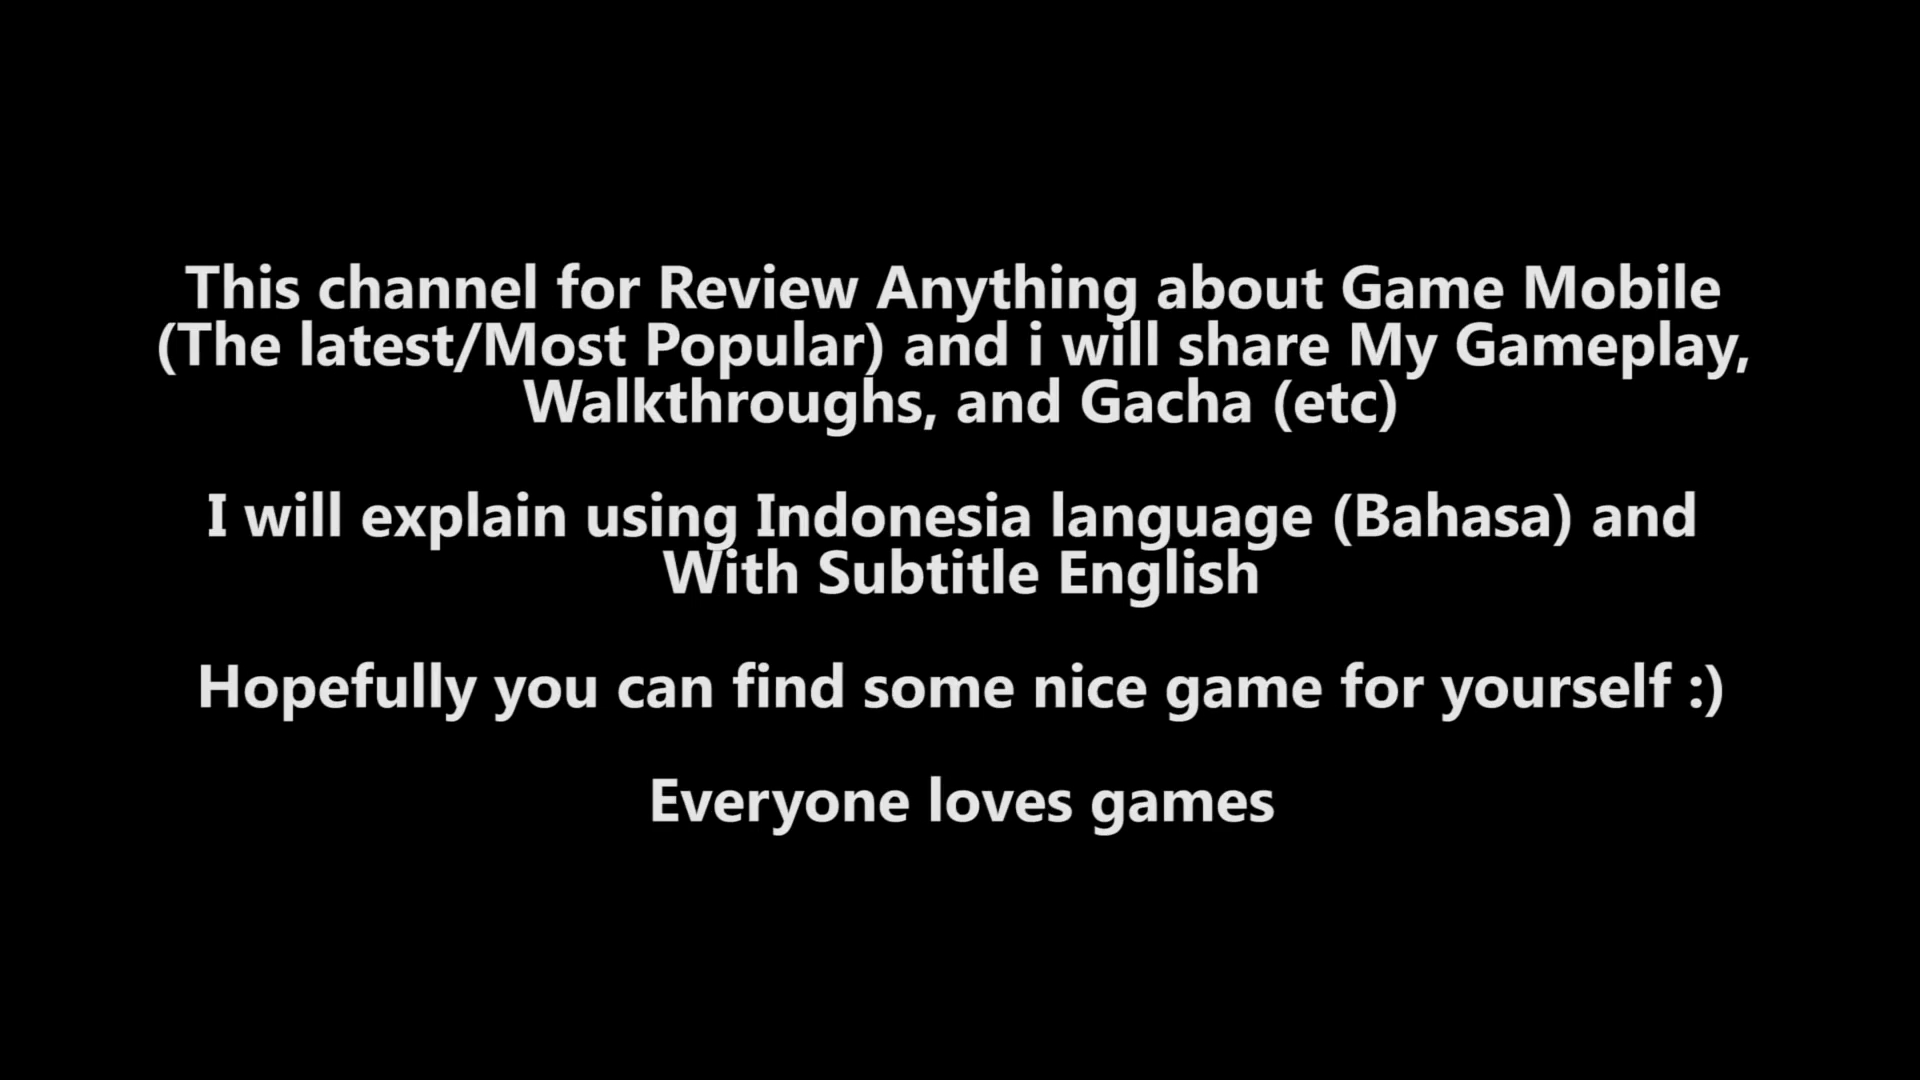 This channel for Review Anything about Game Mobile
(The latest/Most Popular) and i will share My Gameplay,
Walkthroughs, and Gacha (etc)
I will explain using Indonesia language (Bahasa) and
With Subtitle English
Hopefully you can find some nice game for yourself :)
Everyone loves games